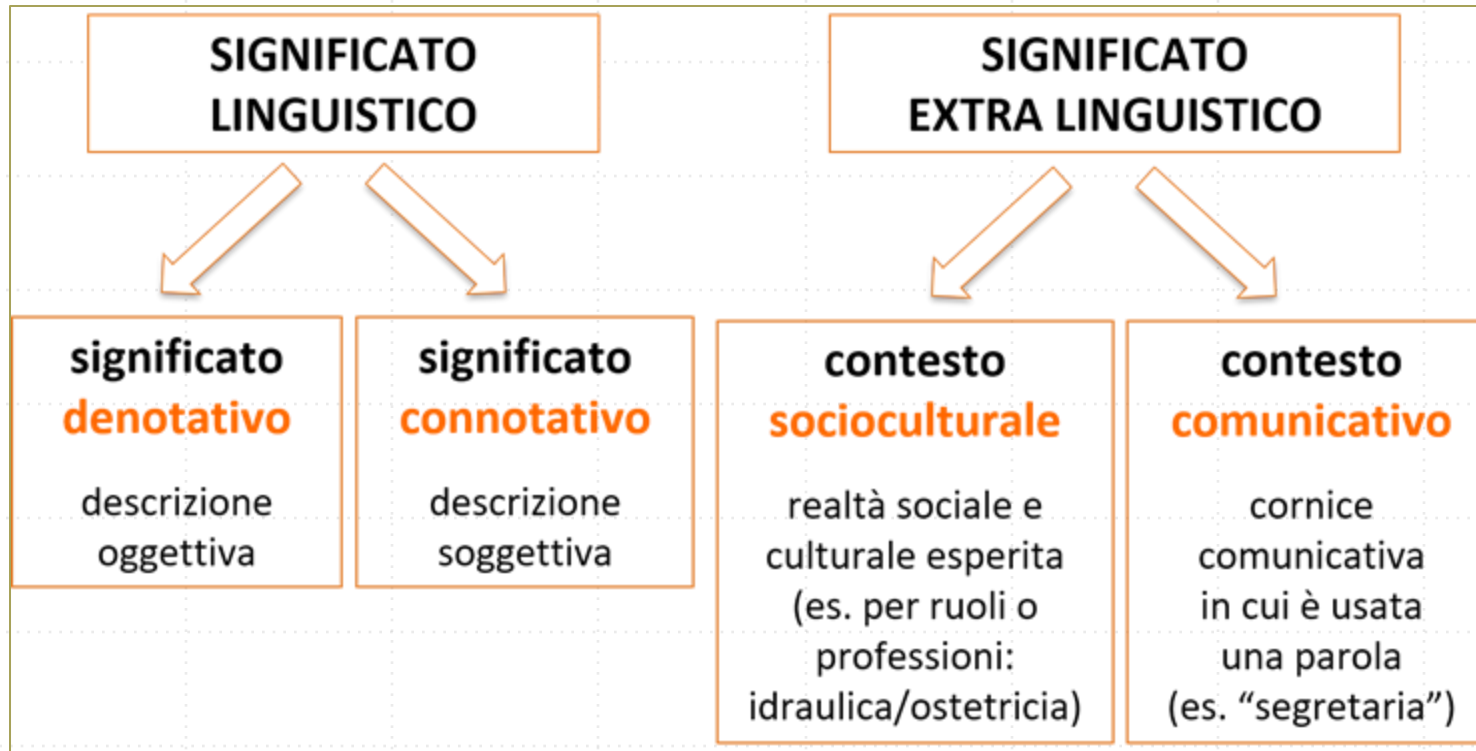 SIGNIFICATO
LINGUISTICO
SIGNIFICATO
EXTRA LINGUISTICO
significato
denotativo
descrizione
oggettiva
significato
connotativo
descrizione
soggettiva
contesto
socioculturale
realtà sociale e
culturale esperita
(es. per ruoli o
professioni:
idraulica/ostetricia)
contesto
comunicativo
cornice
comunicativa
in cui è usata
una parola
(es. “segretaria”)